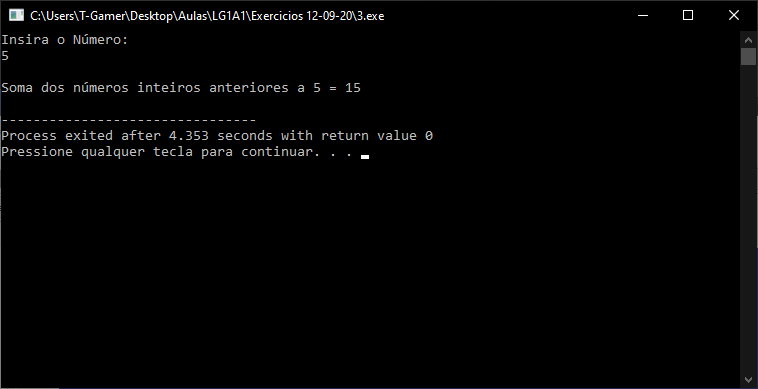 C:\Users\T-Gamer\Desktop\Aulas\LG1A1\Exercicios 12-09-20\3.exe
Insira o Número:
5
Soma dos números inteiros anteriores a 5 = 15
--------------------------------
Process exited after 4.353 seconds with return value 0
Pressione qualquer tecla para continuar. . .